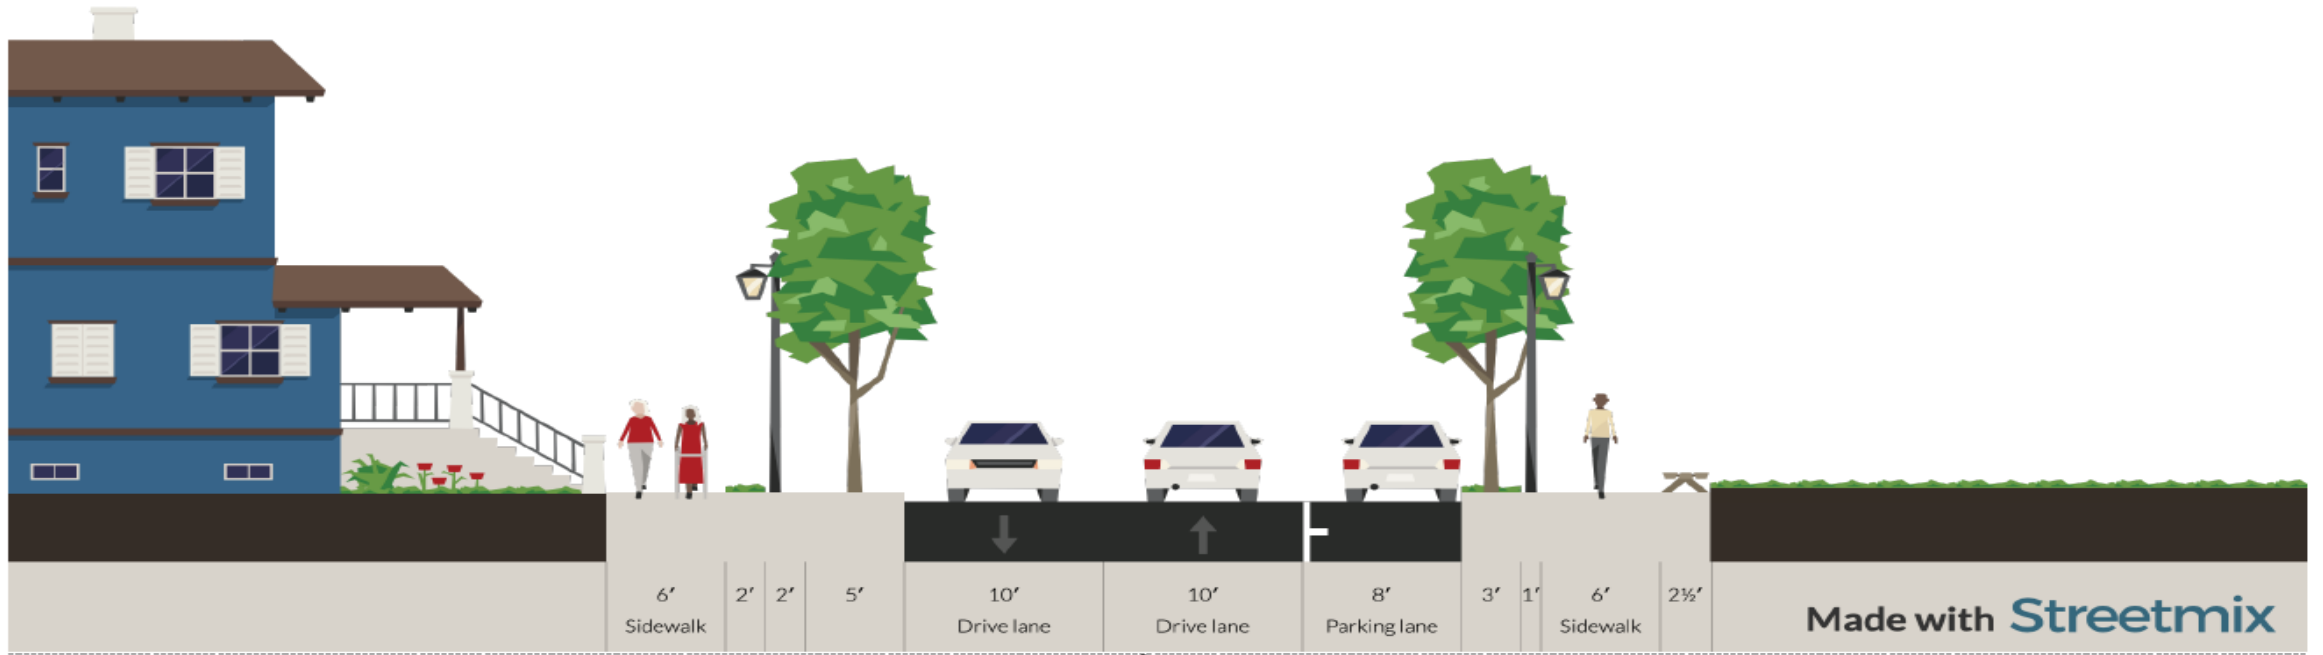 6′ 2′ 2′ 5′ 10′ 10′ 8′ 3′ 1′ 6′ 2½′
Sidewalk Drive lane Drive lane Parking lane Sidewalk
Made with Streetmix